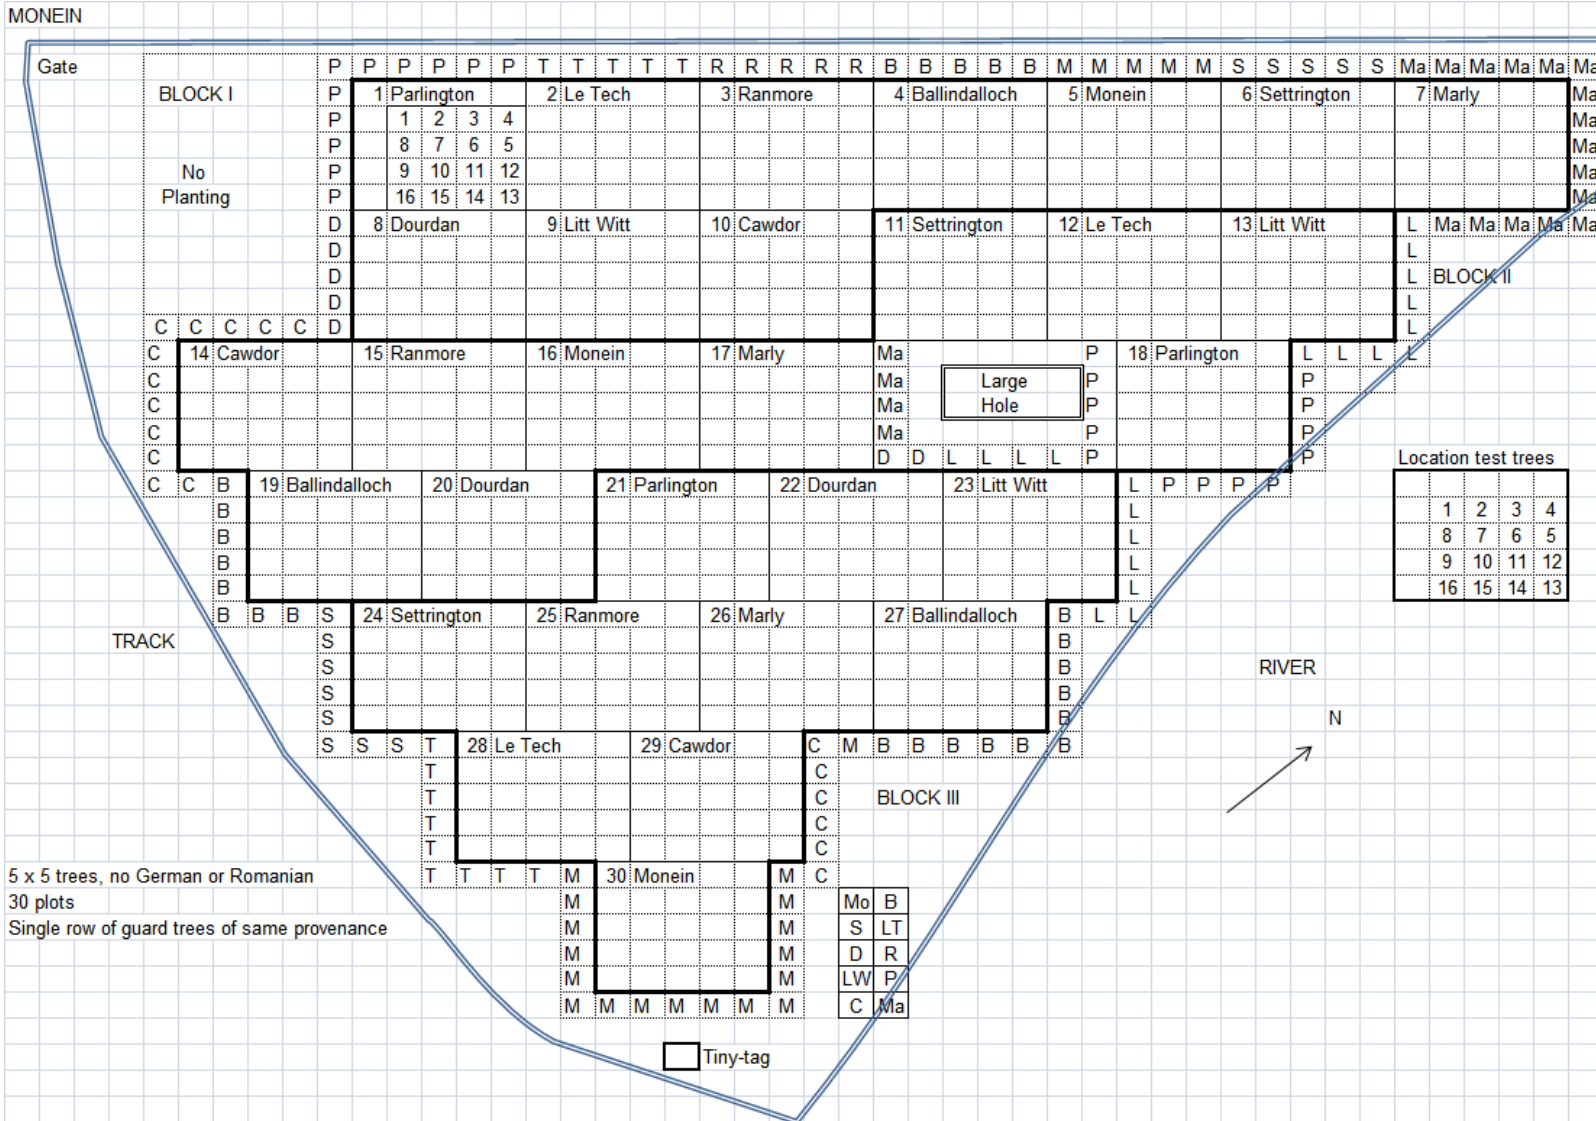 MONEIN
Gate P P P P P P T T T T T R R R R R B B B B B M M M M M S S S S S Ma Ma Ma Ma Ma Ma
BLOCK I P 1 Parlington 2 Le Tech 3 Ranmore 4 Ballindalloch 5 Monein 6 Settrington 7 Marly Ma
P 1 2 3 4 Ma
P 8 7 6 5 Ma
No P 9 10 11 12 Ma
Planting P 16 15 14 13 Ma
D 8 Dourdan 9 Litt Witt 10 Cawdor 11 Settrington 12 Le Tech 13 Litt Witt L Ma Ma Ma Ma Ma
D L
D L BLOCK II
D L
C C C C C D L
C 14 Cawdor 15 Ranmore 16 Monein 17 Marly Ma P 18 Parlington L L L L
C Ma Large P P
C Ma Hole P P
C Ma P P
C D D L L L L P P Location test trees
C C B 19 Ballindalloch 20 Dourdan 21 Parlington 22 Dourdan 23 Litt Witt L P P P P
B L 1 2 3 4
B L 8 7 6 5
B L 9 10 11 12
B L 16 15 14 13
B B B S 24 Settrington 25 Ranmore 26 Marly 27 Ballindalloch B L L
TRACK S B
S B RIVER
S B
S B N
S S S T 28 Le Tech 29 Cawdor C M B B B B B B
T C
T C BLOCK III
T C
T C
5 x 5 trees, no German or Romanian T T T T M 30 Monein M C
30 plots M M Mo B
Single row of guard trees of same provenance M M S LT
M M D R
M M LW P
M M M M M M M C Ma
Tiny-tag